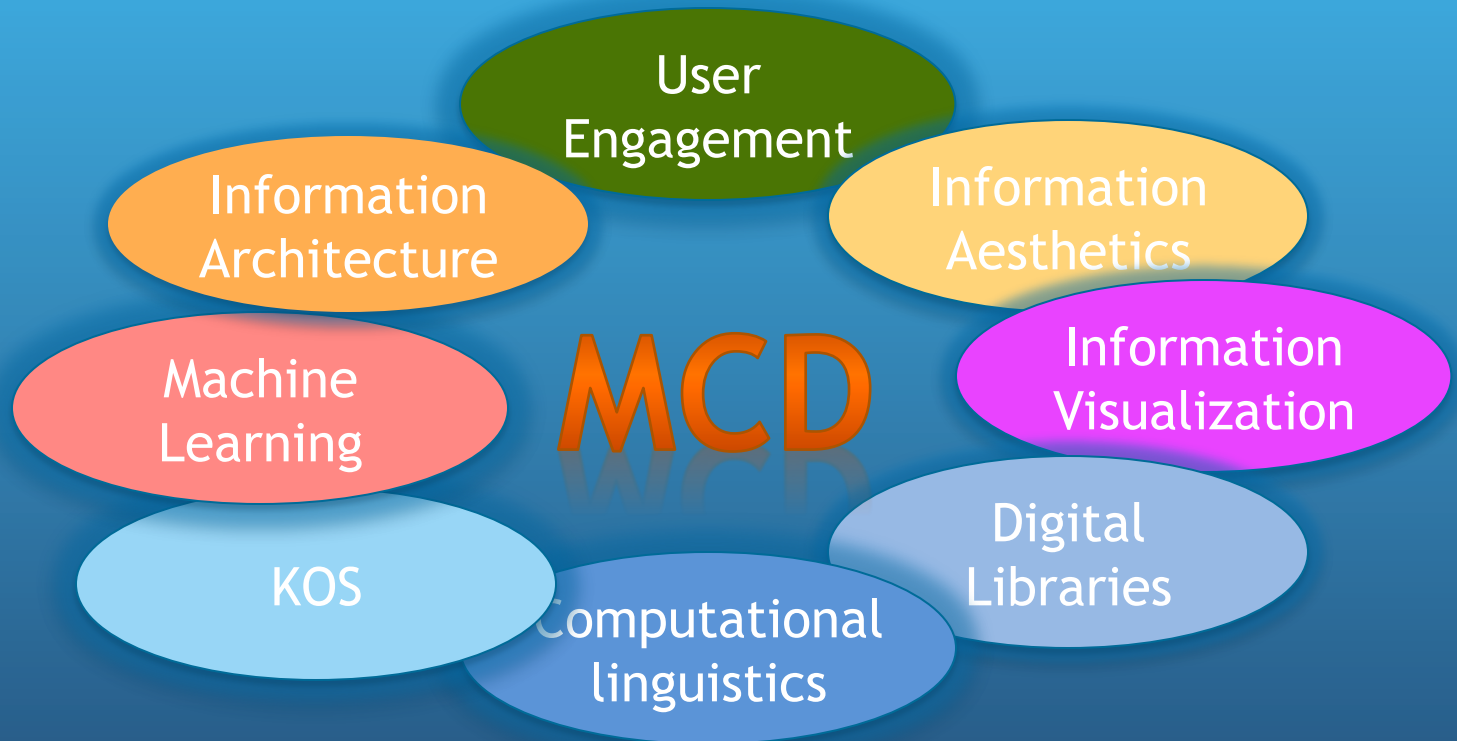 User
Engagement
Information
Architecture
Information
Aesthetics
Machine
Learning
MCD
Information
Visualization
KOS
Digital
Libraries
Computational
linguistics